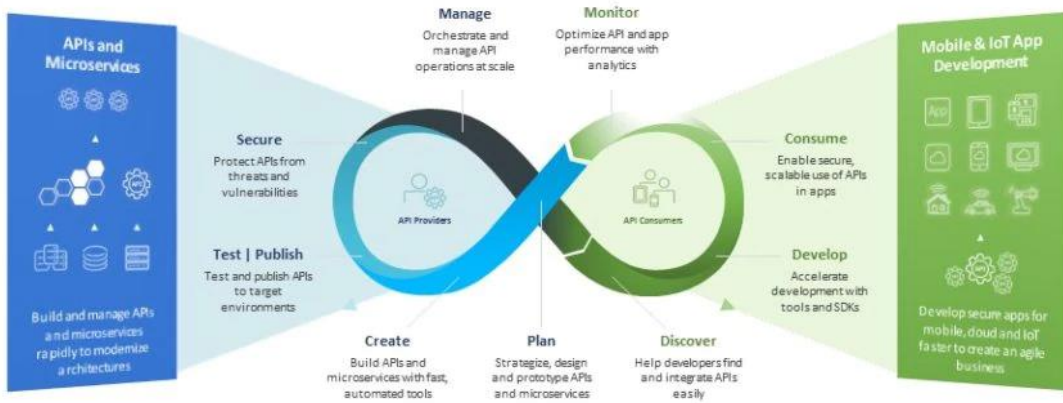 APIs and
Microservices
Build and manage APIs
and microservices
rapidly to modernize
architectures
Manage
Orchestrate and
manage API
operations at scale
Monitor
Optimize API and app
performance with
analytics
Secure
Protect APIs from
threats and
vulnerabilities
Test | Publish
Test and publish APIs
to target
environments
API Providers
API Consumers
Consume
Enable secure,
scalable use of APIs
in apps
Develop
Accelerate
development with
tools and SDKs
Create
Build APIs and
microservices with fast,
automated tools
Plan
Strategize, design
and prototype APIs
and microservices
Discover
Help developers find
and integrate APIs
easily
Mobile & IoT App
Development
App
Develop secure apps for
mobile, cloud and IoT
faster to create an agile
business